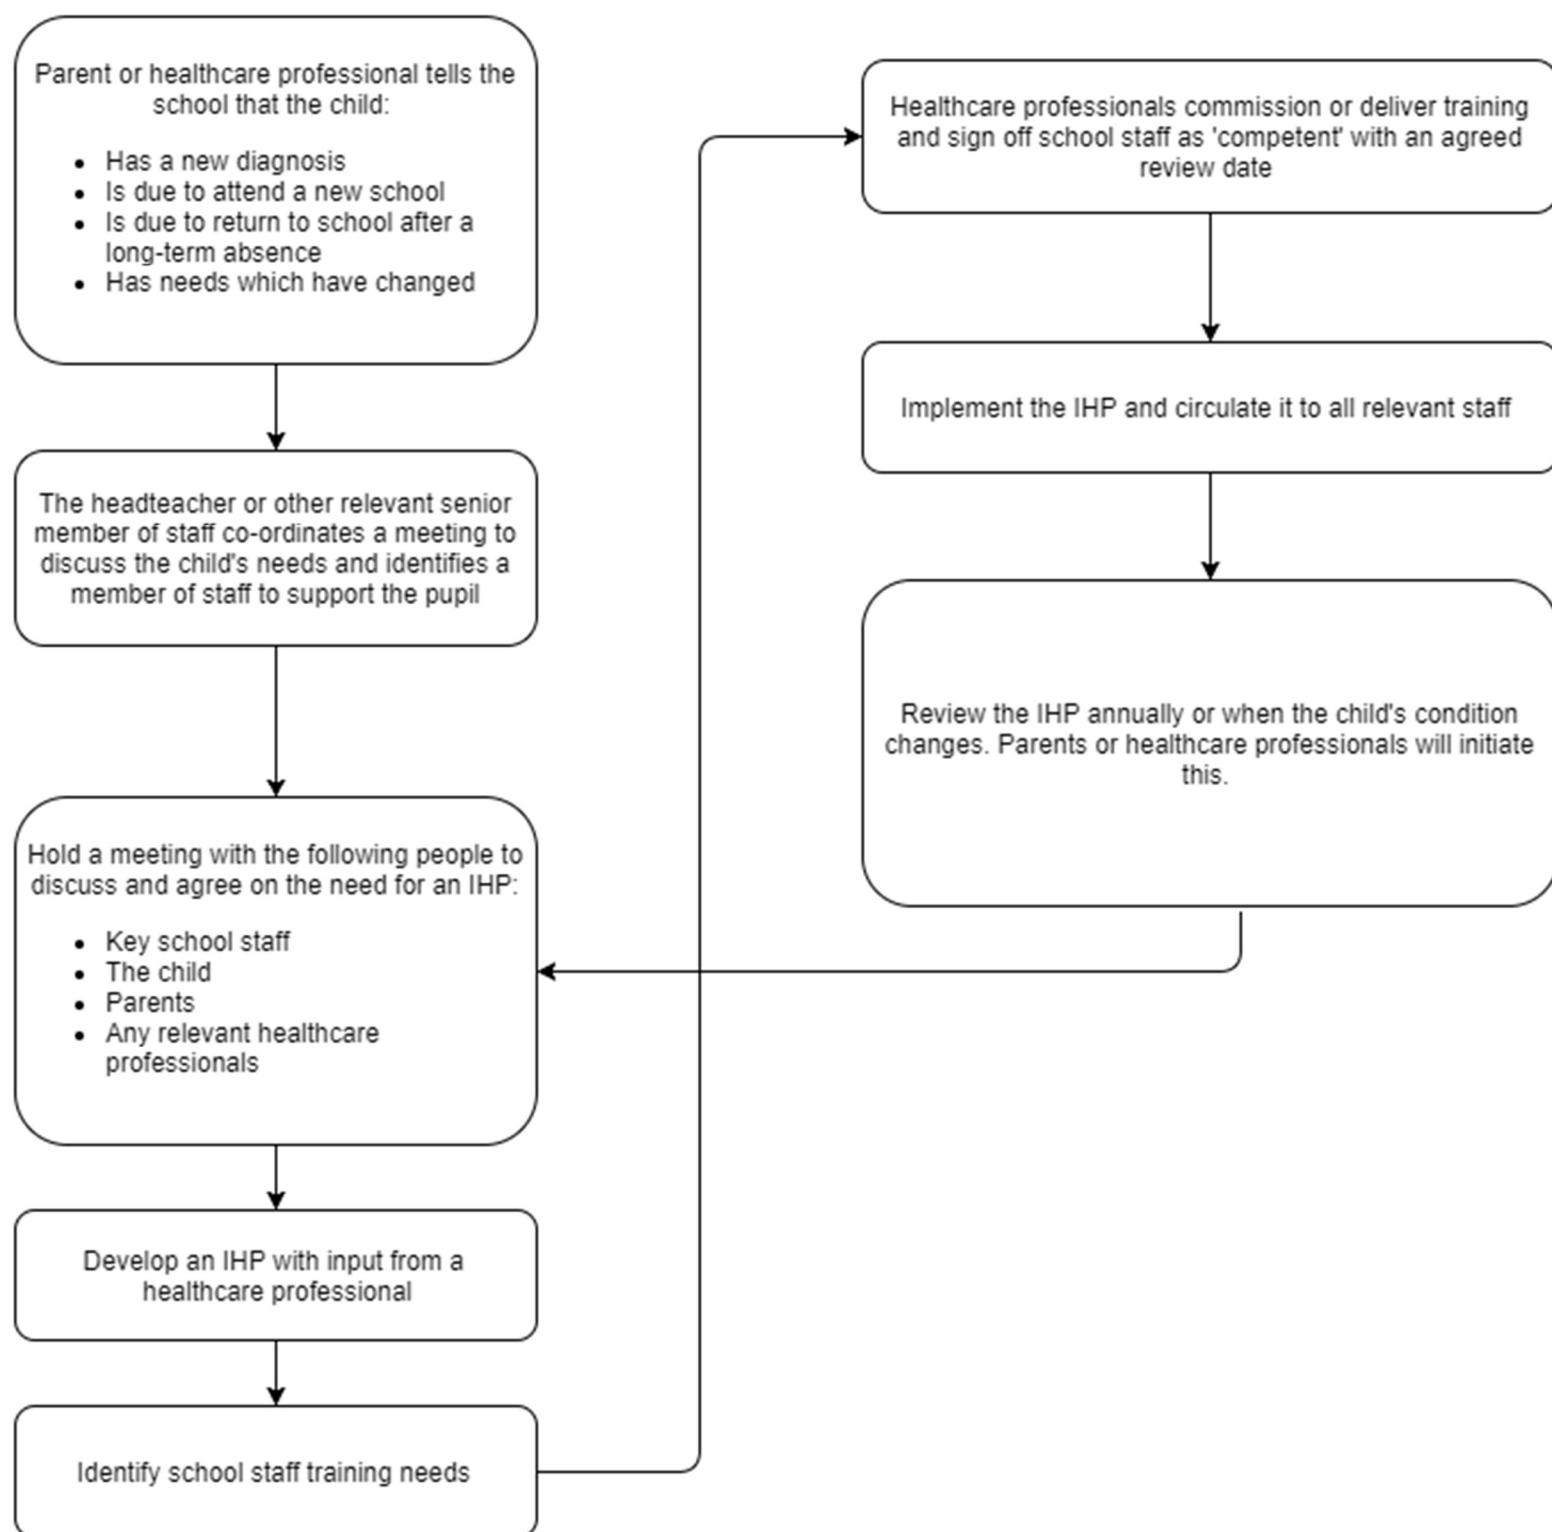 Parent or healthcare professional tells the
school that the child:
• Has a new diagnosis
• Is due to attend a new school
• Is due to return to school after a
long-term absence
• Has needs which have changed
The headteacher or other relevant senior
member of staff co-ordinates a meeting to
discuss the child's needs and identifies a
member of staff to support the pupil
Hold a meeting with the following people to
discuss and agree on the need for an IHP:
• Key school staff
• The child
• Parents
• Any relevant healthcare
professionals
Develop an IHP with input from a
healthcare professional
Identify school staff training needs
Healthcare professionals commission or deliver training
and sign off school staff as 'competent' with an agreed
review date
Implement the IHP and circulate it to all relevant staff
Review the IHP annually or when the child's condition
changes. Parents or healthcare professionals will initiate
this.